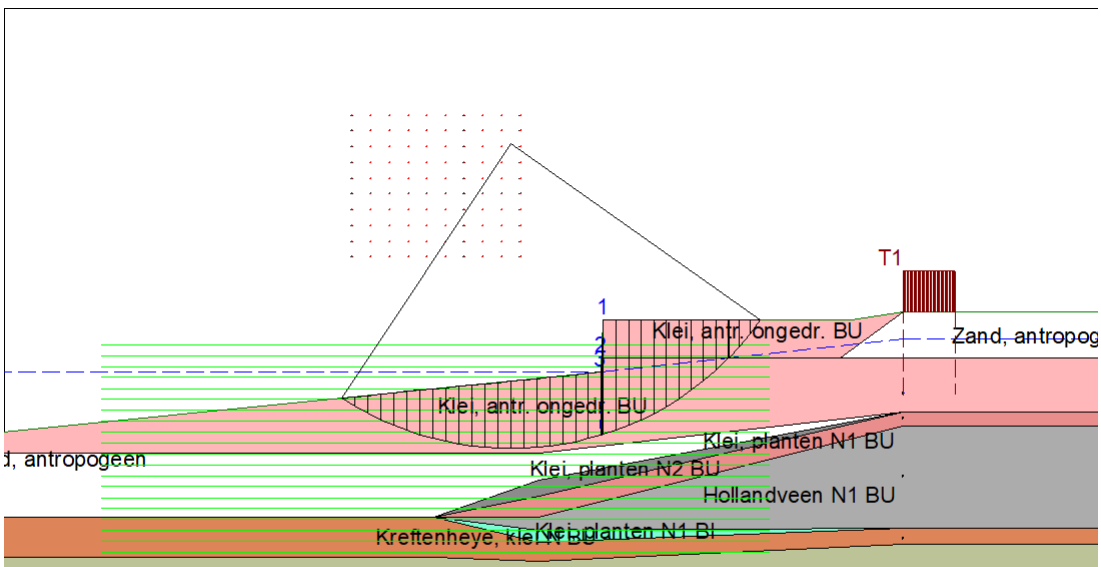 T1
1
Klei, antr. ongedr. BU
Zand, antropog
2
3
Klei, antr. ongedr. BU
Klei, planten N1 BU
d, antropogeen
Klei, planten N2 BU
Hollandveen N1 BU
Klei, planten N1 BI
Kreftenheye, klei N BU